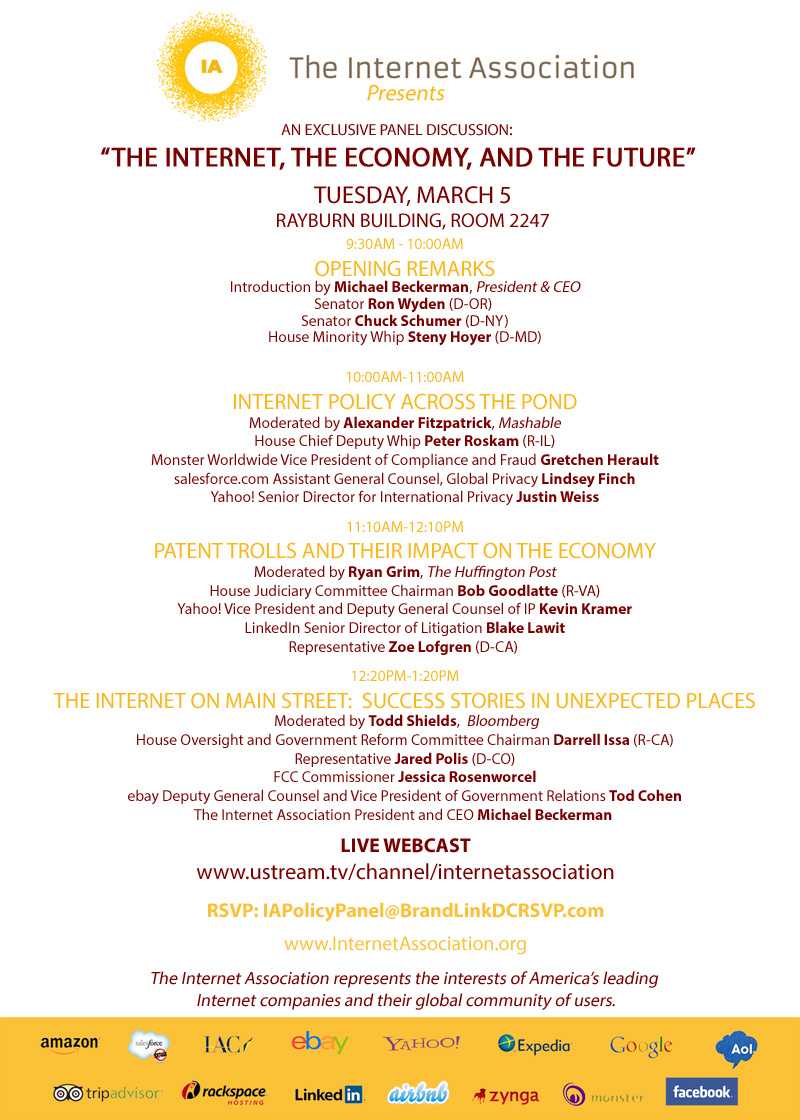 IA
The Internet Association
Presents
AN EXCLUSIVE PANEL DISCUSSION:
“THE INTERNET, THE ECONOMY, AND THE FUTURE”
TUESDAY, MARCH 5
RAYBURN BUILDING, ROOM 2247
9:30AM - 10:00AM
OPENING REMARKS
Introduction by Michael Beckerman, President & CEO
Senator Ron Wyden (D-OR)
Senator Chuck Schumer (D-NY)
House Minority Whip Steny Hoyer (D-MD)
10:00AM-11:00AM
INTERNET POLICY ACROSS THE POND
Moderated by Alexander Fitzpatrick, Mashable
House Chief Deputy Whip Peter Roskam (R-IL)
Monster Worldwide Vice President of Compliance and Fraud Gretchen Herault
salesforce.com Assistant General Counsel, Global Privacy Lindsey Finch
Yahoo! Senior Director for International Privacy Justin Weiss
11:10AM-12:10PM
PATENT TROLLS AND THEIR IMPACT ON THE ECONOMY
Moderated by Ryan Grim, The Huffington Post
House Judiciary Committee Chairman Bob Goodlatte (R-VA)
Yahoo! Vice President and Deputy General Counsel of IP Kevin Kramer
LinkedIn Senior Director of Litigation Blake Lawit
Representative Zoe Lofgren (D-CA)
12:20PM-1:20PM
THE INTERNET ON MAIN STREET: SUCCESS STORIES IN UNEXPECTED PLACES
Moderated by Todd Shields, Bloomberg
House Oversight and Government Reform Committee Chairman Darrell Issa (R-CA)
Representative Jared Polis (D-CO)
FCC Commissioner Jessica Rosenworcel
ebay Deputy General Counsel and Vice President of Government Relations Tod Cohen
The Internet Association President and CEO Michael Beckerman
LIVE WEBCAST
www.ustream.tv/channel/internetassociation
RSVP: IAPolicyPanel@BrandLinkDCRSVP.com
www.InternetAssociation.org
The Internet Association represents the interests of America’s leading
Internet companies and their global community of users.
amazon salesforce IAC ebay YAHOO! Expedia Google Aol.
tripadvisor rackspace HOSTING Linked in airbnb zynga monster facebook